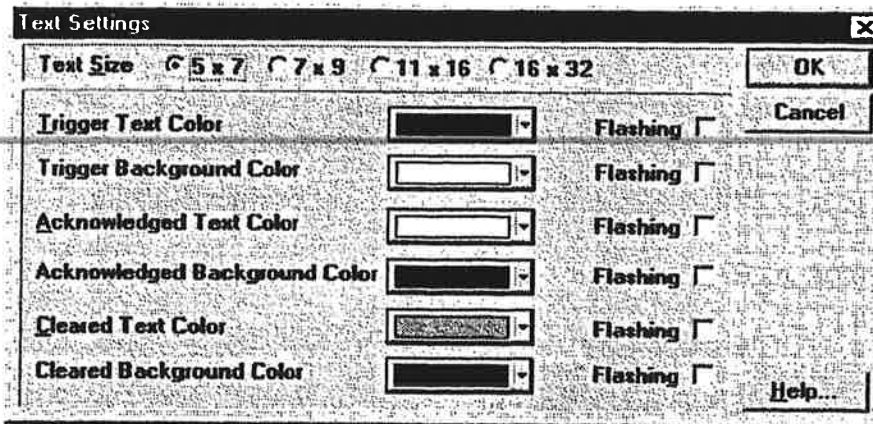 Text Settings
Text Size 5 x 7 7 x 9 11 x 16 16 x 32
OK
Cancel
Trigger Text Color Flashing
Trigger Background Color Flashing
Acknowledged Text Color Flashing
Acknowledged Background Color Flashing
Cleared Text Color Flashing
Cleared Background Color Flashing
Help...